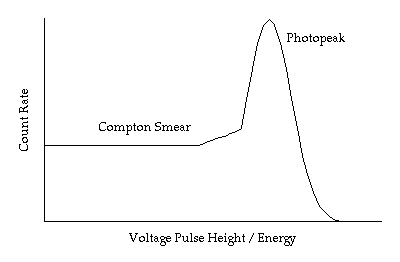 Photopeak
Compton Smear
Count Rate
Voltage Pulse Height / Energy